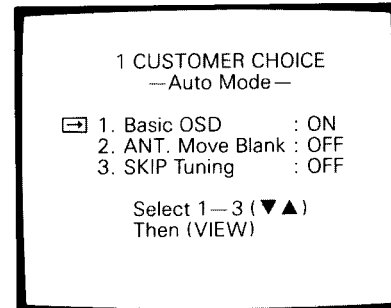 1 CUSTOMER CHOICE
—Auto Mode—
1. Basic OSD : ON
2. ANT. Move Blank : OFF
3. SKIP Tuning : OFF
Select 1—3 (▼▲)
Then (VIEW)